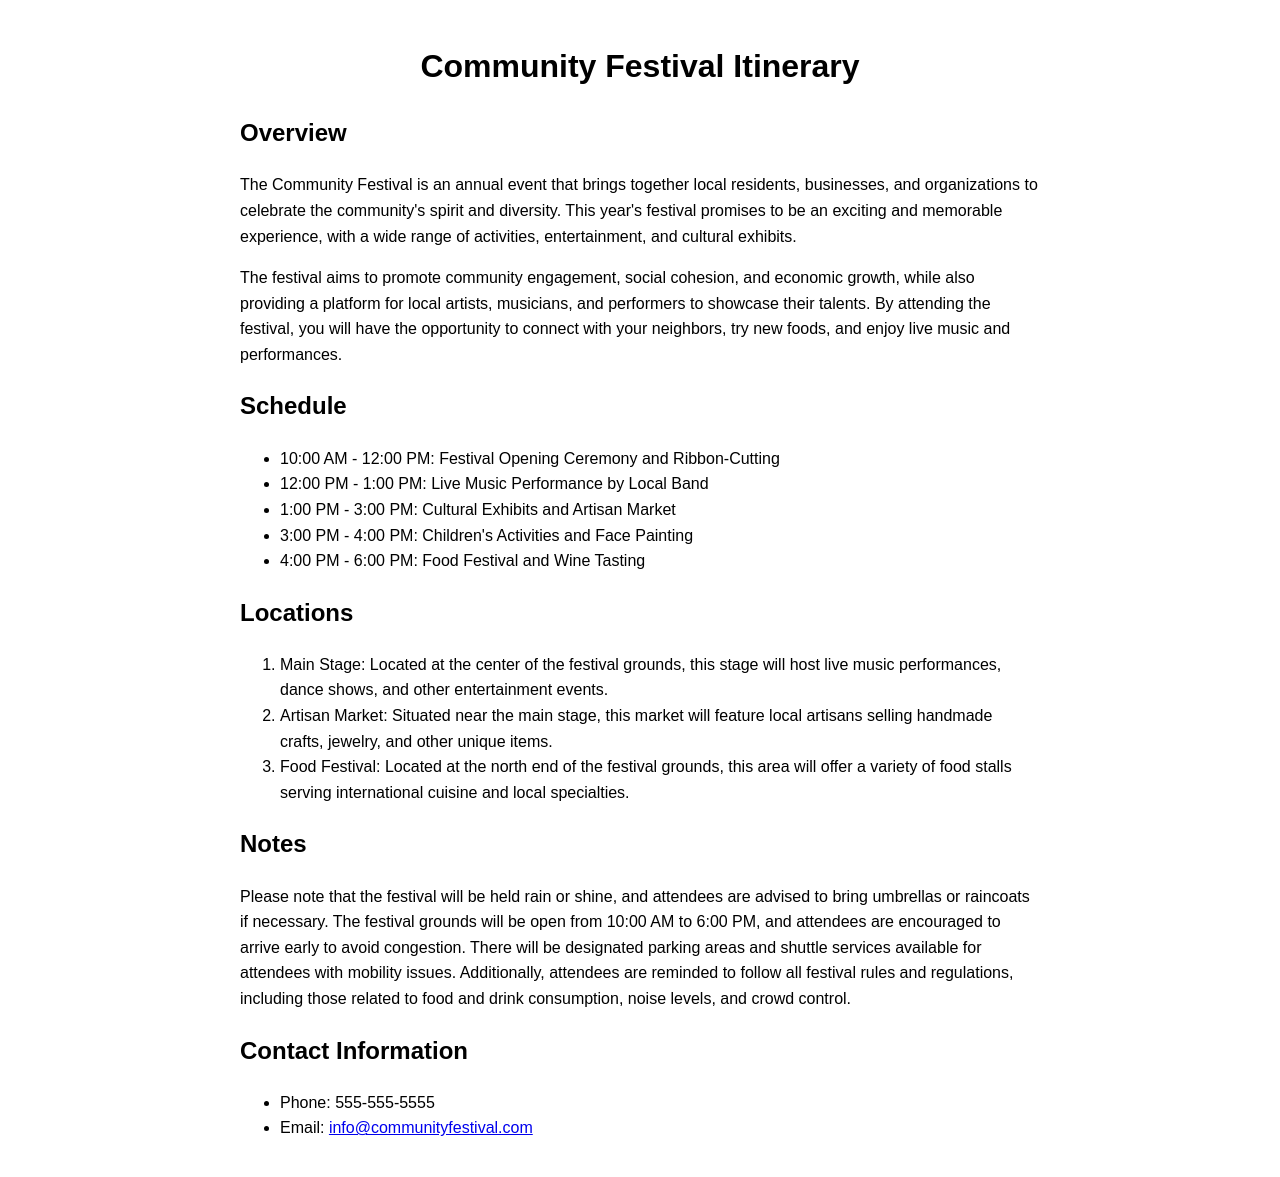 Community Festival Itinerary
Overview
The Community Festival is an annual event that brings together local residents, businesses, and organizations to
celebrate the community's spirit and diversity. This year's festival promises to be an exciting and memorable
experience, with a wide range of activities, entertainment, and cultural exhibits.
The festival aims to promote community engagement, social cohesion, and economic growth, while also
providing a platform for local artists, musicians, and performers to showcase their talents. By attending the
festival, you will have the opportunity to connect with your neighbors, try new foods, and enjoy live music and
performances.
Schedule
• 10:00 AM - 12:00 PM: Festival Opening Ceremony and Ribbon-Cutting
• 12:00 PM - 1:00 PM: Live Music Performance by Local Band
• 1:00 PM - 3:00 PM: Cultural Exhibits and Artisan Market
• 3:00 PM - 4:00 PM: Children's Activities and Face Painting
• 4:00 PM - 6:00 PM: Food Festival and Wine Tasting
Locations
1. Main Stage: Located at the center of the festival grounds, this stage will host live music performances,
dance shows, and other entertainment events.
2. Artisan Market: Situated near the main stage, this market will feature local artisans selling handmade
crafts, jewelry, and other unique items.
3. Food Festival: Located at the north end of the festival grounds, this area will offer a variety of food stalls
serving international cuisine and local specialties.
Notes
Please note that the festival will be held rain or shine, and attendees are advised to bring umbrellas or raincoats
if necessary. The festival grounds will be open from 10:00 AM to 6:00 PM, and attendees are encouraged to
arrive early to avoid congestion. There will be designated parking areas and shuttle services available for
attendees with mobility issues. Additionally, attendees are reminded to follow all festival rules and regulations,
including those related to food and drink consumption, noise levels, and crowd control.
Contact Information
• Phone: 555-555-5555
• Email: info@communityfestival.com